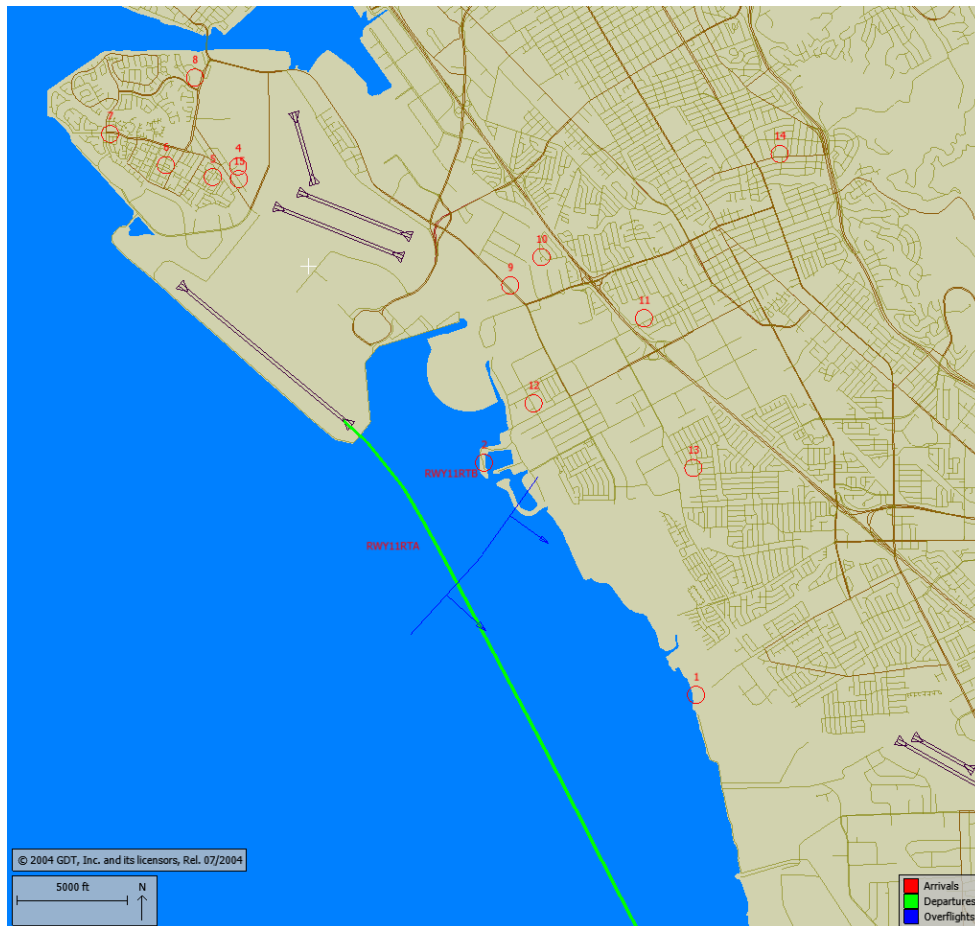 8
7
14
4
6
5
15
10
9
11
12
2
RWY11RTB
13
RWY11RTA
1
© 2004 GDT, Inc. and its licensors, Rel. 07/2004
5000 ft
N
Arrivals
Departures
Overflights